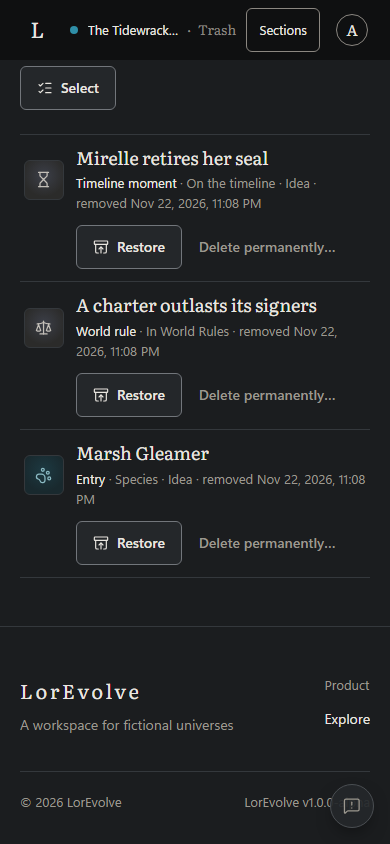 L
The Tidewrack... · Trash
Sections
A
Select
Mirelle retires her seal
Timeline moment · On the timeline · Idea ·
removed Nov 22, 2026, 11:08 PM
Restore
Delete permanently...
A charter outlasts its signers
World rule · In World Rules · removed Nov 22,
2026, 11:08 PM
Restore
Delete permanently...
Marsh Gleamer
Entry · Species · Idea · removed Nov 22, 2026, 11:08
PM
Restore
Delete permanently...
LorEvolve
A workspace for fictional universes
Product
Explore
© 2026 LorEvolve
LorEvolve